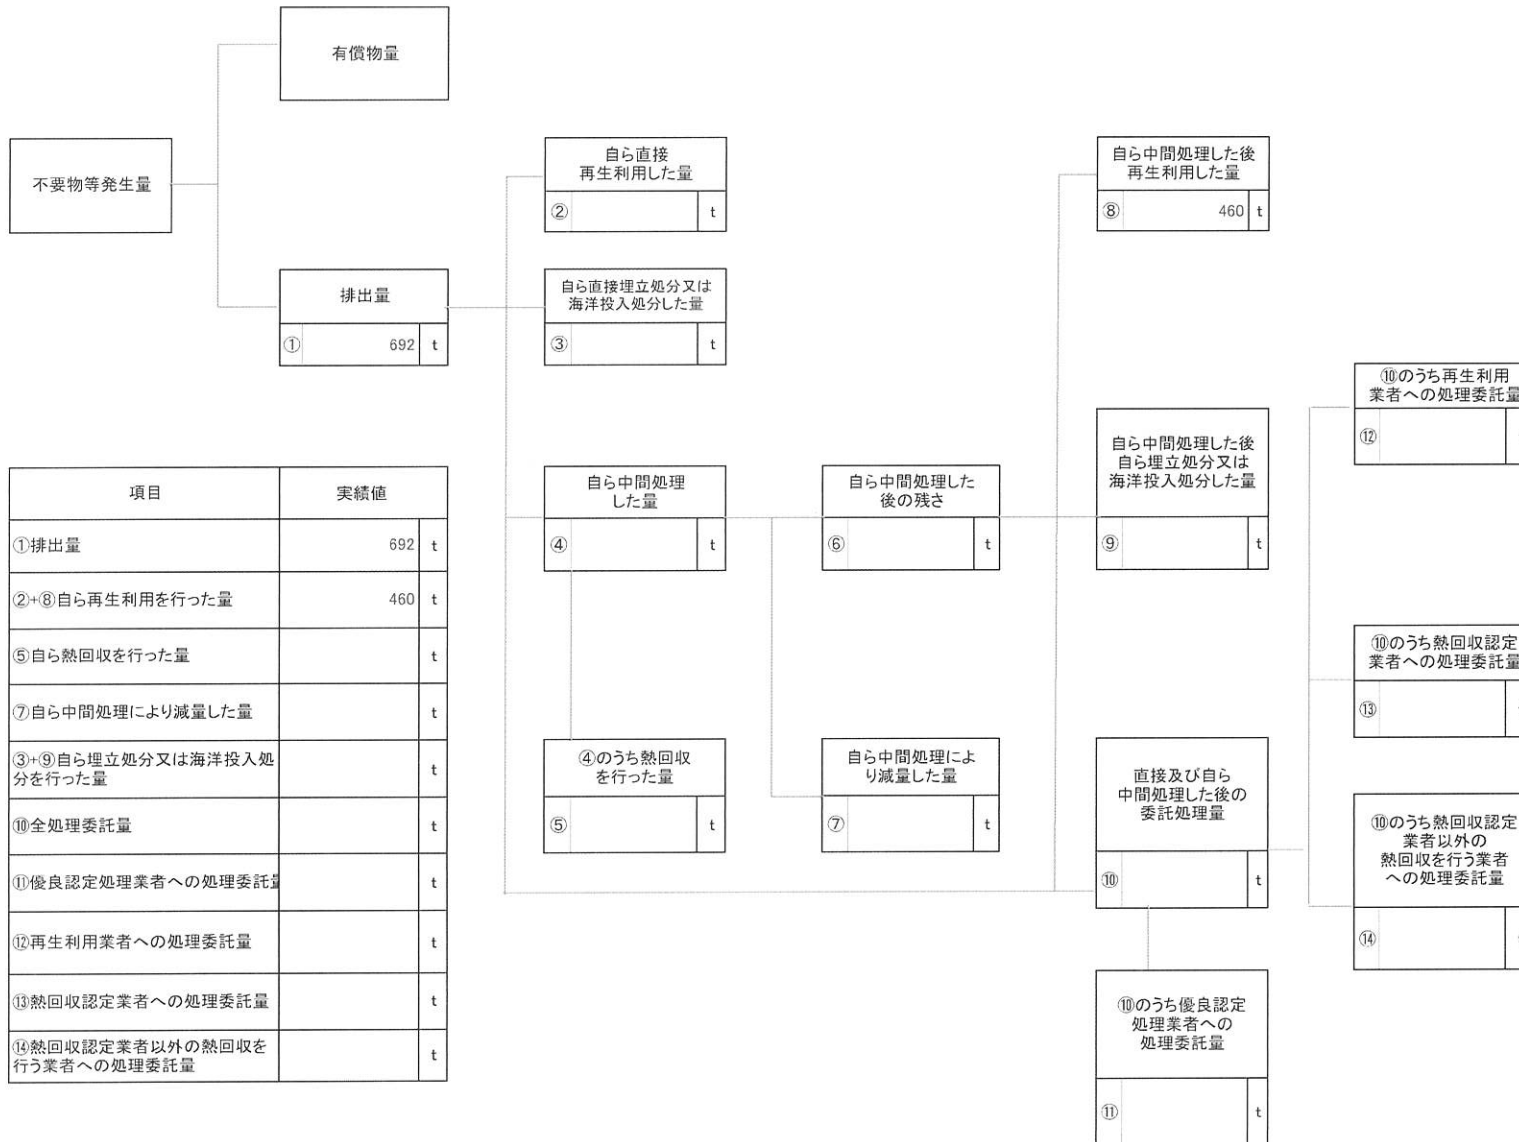 有償物量
不要物等発生量
排出量
① 692 t
自ら直接
再生利用した量
② t
自ら直接埋立処分又は
海洋投入処分した量
③ t
自ら中間処理
した量
④ t
④のうち熱回収
を行った量
⑤ t
自ら中間処理した
後の残さ
⑥ t
自ら中間処理によ
り減量した量
⑦ t
自ら中間処理した後
再生利用した量
⑧ 460 t
自ら中間処理した後
自ら埋立処分又は
海洋投入処分した量
⑨ t
直接及び自ら
中間処理した後の
委託処理量
⑩ t
⑩のうち優良認定
処理業者への
処理委託量
⑪ t
⑩のうち再生利用
業者への処理委託量
⑫
⑩のうち熱回収認定
業者への処理委託量
⑬
⑩のうち熱回収認定
業者以外の
熱回収を行う業者
への処理委託量
⑭
項目 実績値
①排出量 692 t
②+⑧自ら再生利用を行った量 460 t
⑤自ら熱回収を行った量 t
⑦自ら中間処理により減量した量 t
③+⑨自ら埋立処分又は海洋投入処
分を行った量 t
⑩全処理委託量 t
⑪優良認定処理業者への処理委託量 t
⑫再生利用業者への処理委託量 t
⑬熱回収認定業者への処理委託量 t
⑭熱回収認定業者以外の熱回収を
行う業者への処理委託量 t